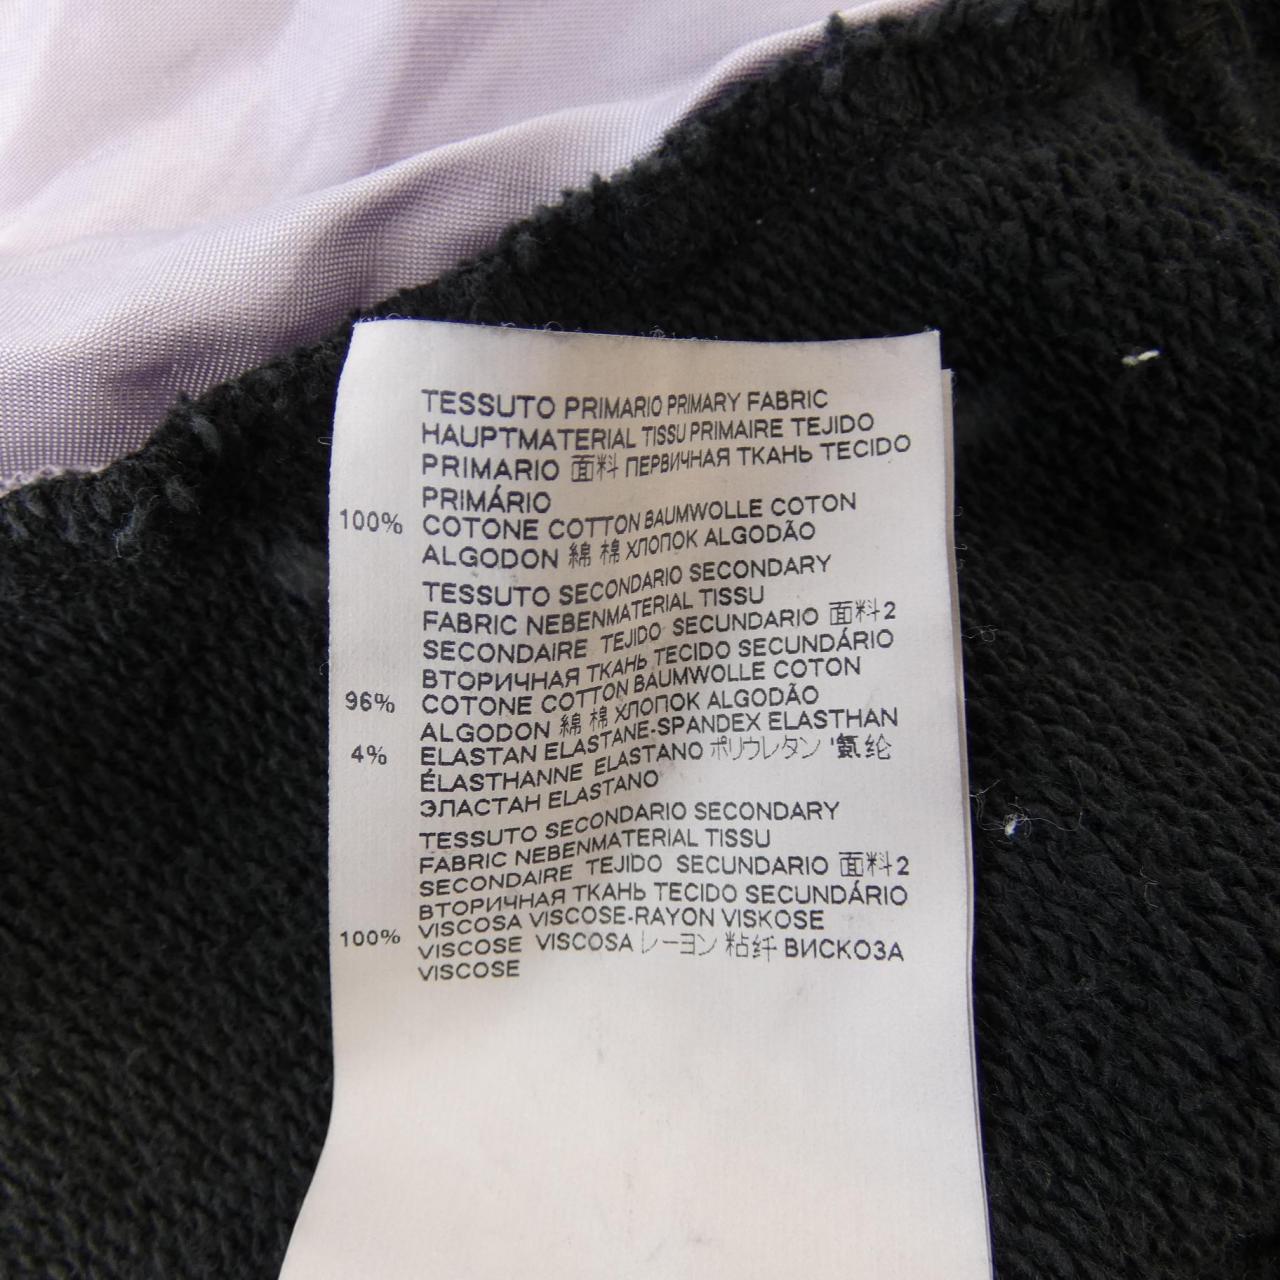 TESSUTO PRIMARIO PRIMARY FABRIC
HAUPTMATERIAL TISSU PRIMAIRE TEJIDO
PRIMARIO 面料 ПЕРВИЧНАЯ ТКАНЬ TECIDO
PRIMÁRIO
100% COTONE COTTON BAUMWOLLE COTON
ALGODON 綿 棉 ХЛОПОК ALGODÃO
TESSUTO SECONDARIO SECONDARY
FABRIC NEBENMATERIAL TISSU
SECONDAIRE TEJIDO SECUNDARIO 面料2
ВТОРИЧНАЯ ТКАНЬ TECIDO SECUNDÁRIO
96% COTONE COTTON BAUMWOLLE COTON
ALGODON 綿 棉 ХЛОПОК ALGODÃO
4% ELASTAN ELASTANE-SPANDEX ELASTHAN
ÉLASTHANNE ELASTANO ポリウレタン '氨纶
ЭЛАСТАН ELASTANO
TESSUTO SECONDARIO SECONDARY
FABRIC NEBENMATERIAL TISSU
SECONDAIRE TEJIDO SECUNDARIO 面料2
ВТОРИЧНАЯ ТКАНЬ TECIDO SECUNDÁRIO
100% VISCOSA VISCOSE-RAYON VISKOSE
VISCOSE VISCOSA レーヨン 粘纤 ВИСКОЗА
VISCOSE